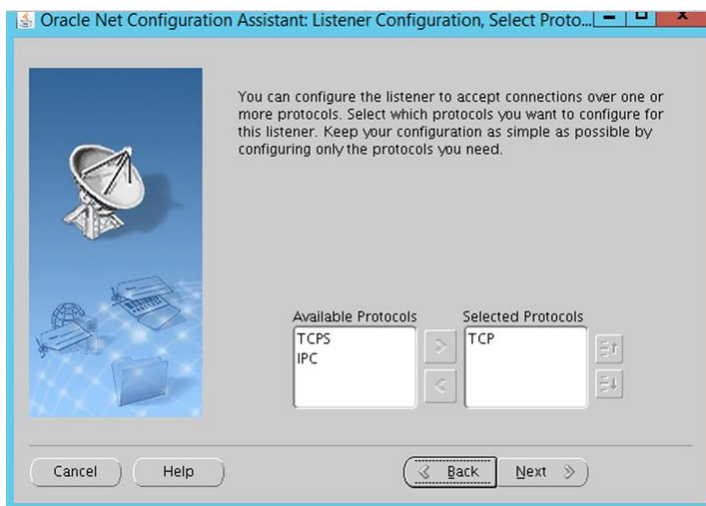 Oracle Net Configuration Assistant: Listener Configuration, Select Proto...
You can configure the listener to accept connections over one or
more protocols. Select which protocols you want to configure for
this listener. Keep your configuration as simple as possible by
configuring only the protocols you need.
Available Protocols
Selected Protocols
TCPS
IPC
TCP
Cancel
Help
Back
Next